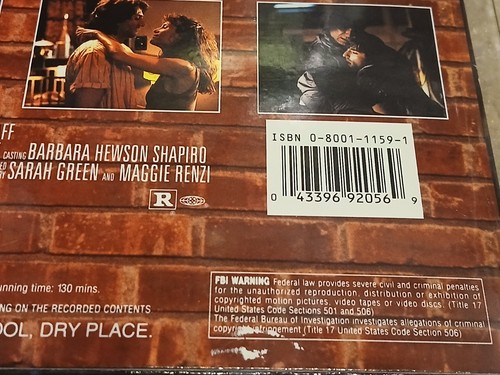 FF
CASTING BARBARA HEWSON SHAPIRO
SARAH GREEN AND MAGGIE RENZI
R
ISBN 0-8001-1159-1
0 43396 92056 9
unning time: 130 mins.
NG ON THE RECORDED CONTENTS
OOL, DRY PLACE.
FBI WARNING Federal law provides severe civil and criminal penalties
for the unauthorized reproduction, distribution or exhibition of
copyrighted motion pictures, video tapes or video discs. (Title 17
United States Code Sections 501 and 506)
The Federal Bureau of Investigation investigates allegations of criminal
copyright infringement (Title 17 United States Code Section 506)